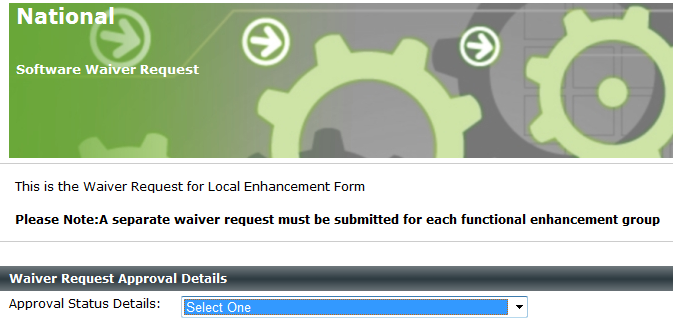 National
Software Waiver Request
This is the Waiver Request for Local Enhancement Form
Please Note:A separate waiver request must be submitted for each functional enhancement group
Waiver Request Approval Details
Approval Status Details: Select One